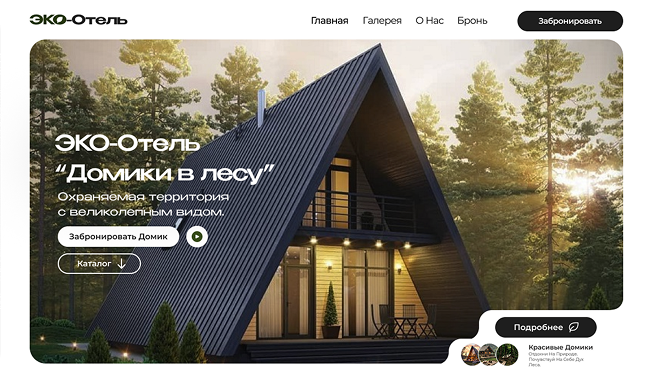 ЭКО-Отель
Главная Галерея О Нас Бронь
Забронировать
ЭКО-Отель
“Домики в лесу”
Охраняемая территория
с великолепным видом.
Забронировать Домик
Каталог
Подробнее
Красивые Домики
Отдохни На Природе.
Почувствуй На Себе Дух
Леса.